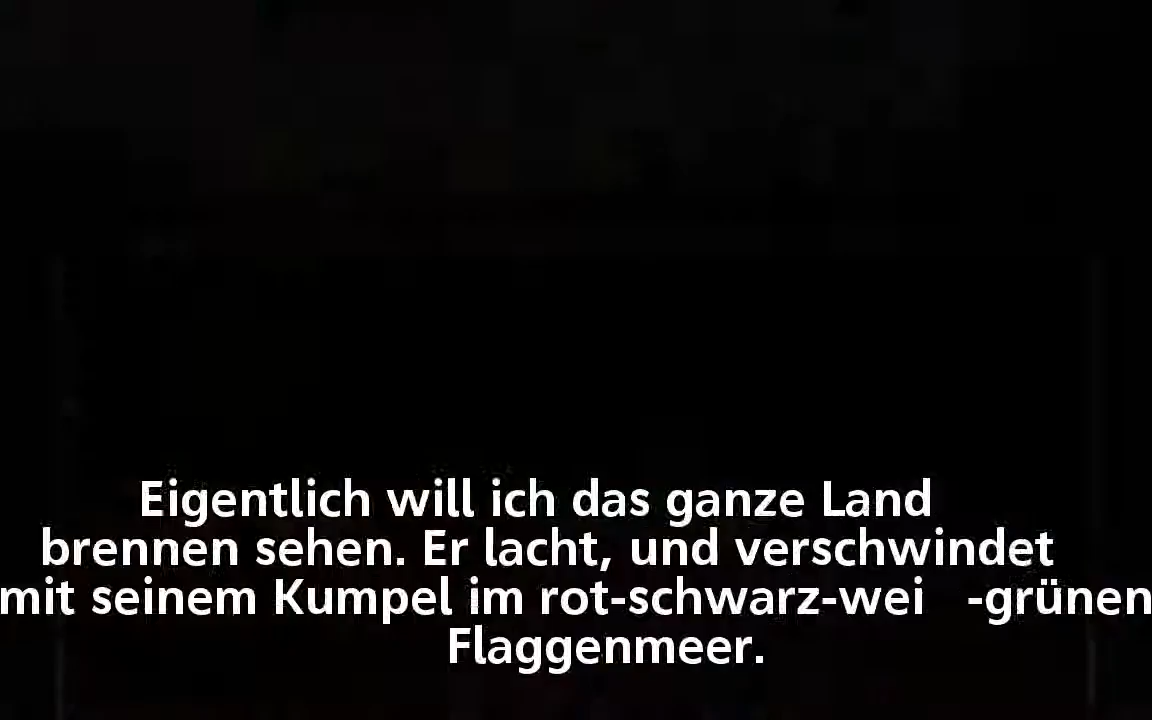 Eigentlich will ich das ganze Land
brennen sehen. Er lacht, und verschwindet
mit seinem Kumpel im rot-schwarz-wei -grünen
Flaggenmeer.